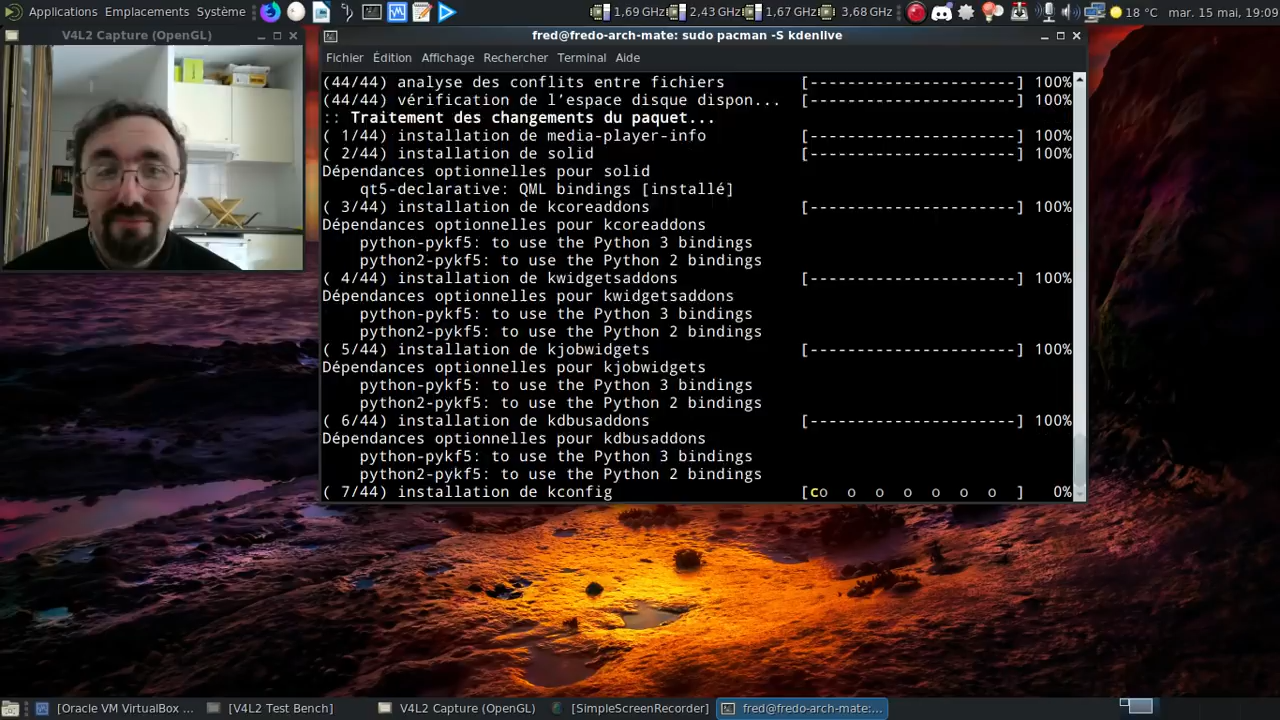 Applications Emplacements Système 1,69 GHz 2,43 GHz 1,67 GHz 3,68 GHz 18 °C mar. 15 mai, 19:09
V4L2 Capture (OpenGL)
fred@fredo-arch-mate: sudo pacman -S kdenlive
Fichier Édition Affichage Rechercher Terminal Aide
(44/44) analyse des conflits entre fichiers [----------------------] 100%
(44/44) vérification de l’espace disque dispon... [----------------------] 100%
:: Traitement des changements du paquet...
( 1/44) installation de media-player-info [----------------------] 100%
( 2/44) installation de solid [----------------------] 100%
Dépendances optionnelles pour solid
qt5-declarative: QML bindings [installé]
( 3/44) installation de kcoreaddons [----------------------] 100%
Dépendances optionnelles pour kcoreaddons
python-pykf5: to use the Python 3 bindings
python2-pykf5: to use the Python 2 bindings
( 4/44) installation de kwidgetsaddons [----------------------] 100%
Dépendances optionnelles pour kwidgetsaddons
python-pykf5: to use the Python 3 bindings
python2-pykf5: to use the Python 2 bindings
( 5/44) installation de kjobwidgets [----------------------] 100%
Dépendances optionnelles pour kjobwidgets
python-pykf5: to use the Python 3 bindings
python2-pykf5: to use the Python 2 bindings
( 6/44) installation de kdbusaddons [----------------------] 100%
Dépendances optionnelles pour kdbusaddons
python-pykf5: to use the Python 3 bindings
python2-pykf5: to use the Python 2 bindings
( 7/44) installation de kconfig [co o o o o o o ] 0%
[Oracle VM VirtualBox ... [V4L2 Test Bench] V4L2 Capture (OpenGL) [SimpleScreenRecorder] fred@fredo-arch-mate:...